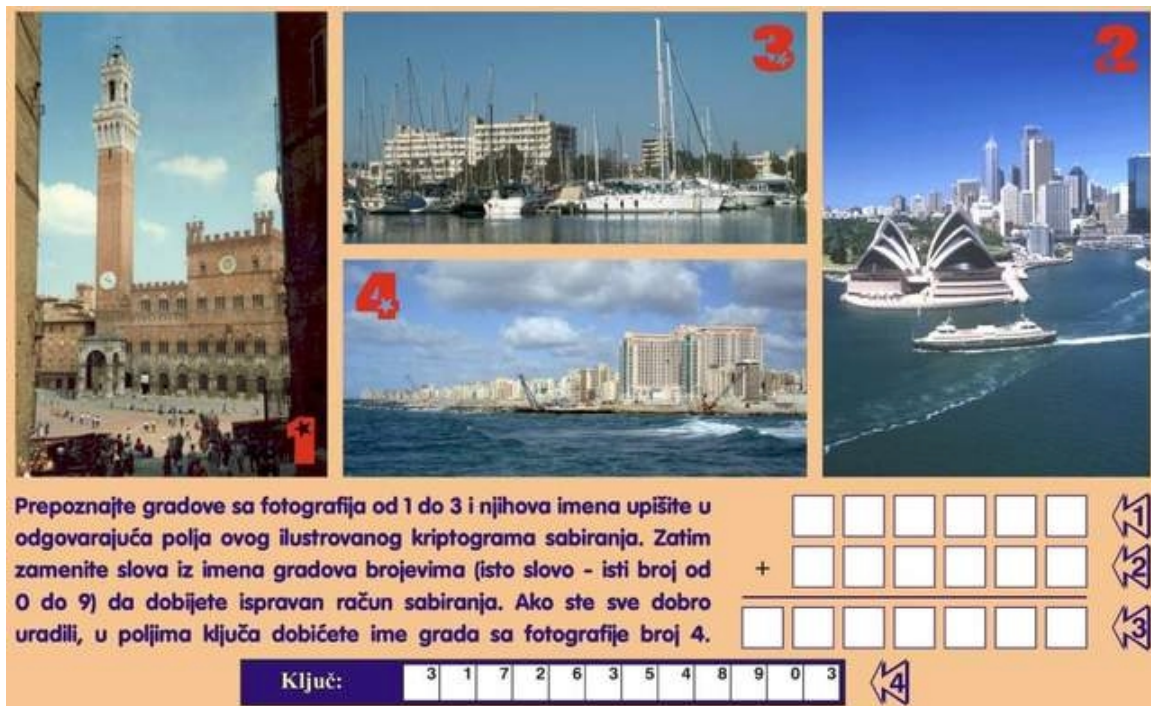 3
2
4
1
Prepoznajte gradove sa fotografija od 1 do 3 i njihova imena upišite u
odgovarajuća polja ovog ilustrovanog kriptograma sabiranja. Zatim
zamenite slova iz imena gradova brojevima (isto slovo - isti broj od
0 do 9) da dobijete ispravan račun sabiranja. Ako ste sve dobro
uradili, u poljima ključa dobićete ime grada sa fotografije broj 4.
1
+ 2
3
Ključ: 3 1 7 2 6 3 5 4 8 9 0 3 4